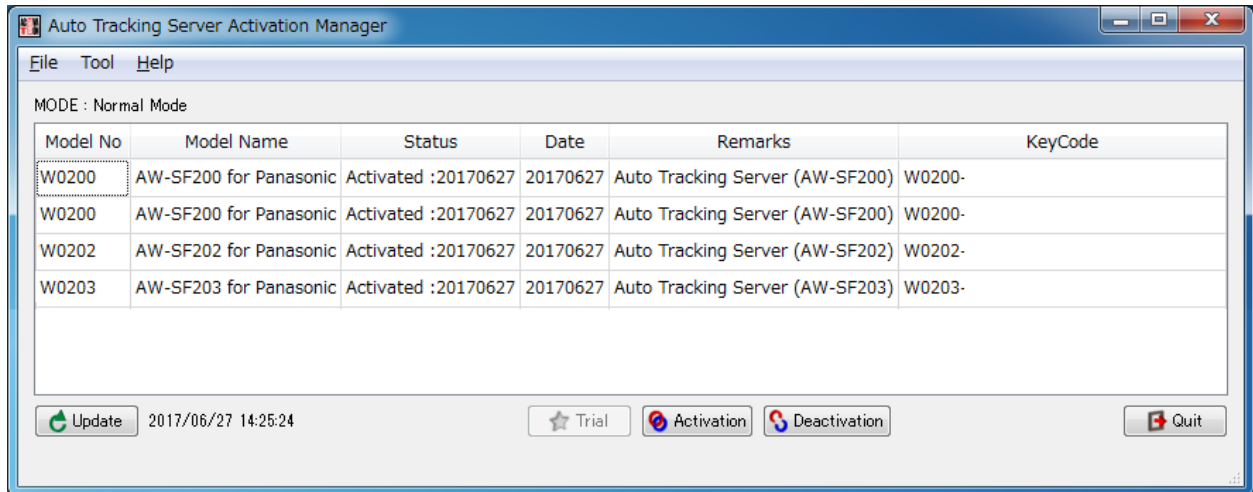 Auto Tracking Server Activation Manager
File Tool Help
MODE : Normal Mode
Model No Model Name Status Date Remarks KeyCode
W0200 AW-SF200 for Panasonic Activated :20170627 20170627 Auto Tracking Server (AW-SF200) W0200-
W0200 AW-SF200 for Panasonic Activated :20170627 20170627 Auto Tracking Server (AW-SF200) W0200-
W0202 AW-SF202 for Panasonic Activated :20170627 20170627 Auto Tracking Server (AW-SF202) W0202-
W0203 AW-SF203 for Panasonic Activated :20170627 20170627 Auto Tracking Server (AW-SF203) W0203-
Update 2017/06/27 14:25:24 Trial Activation Deactivation Quit